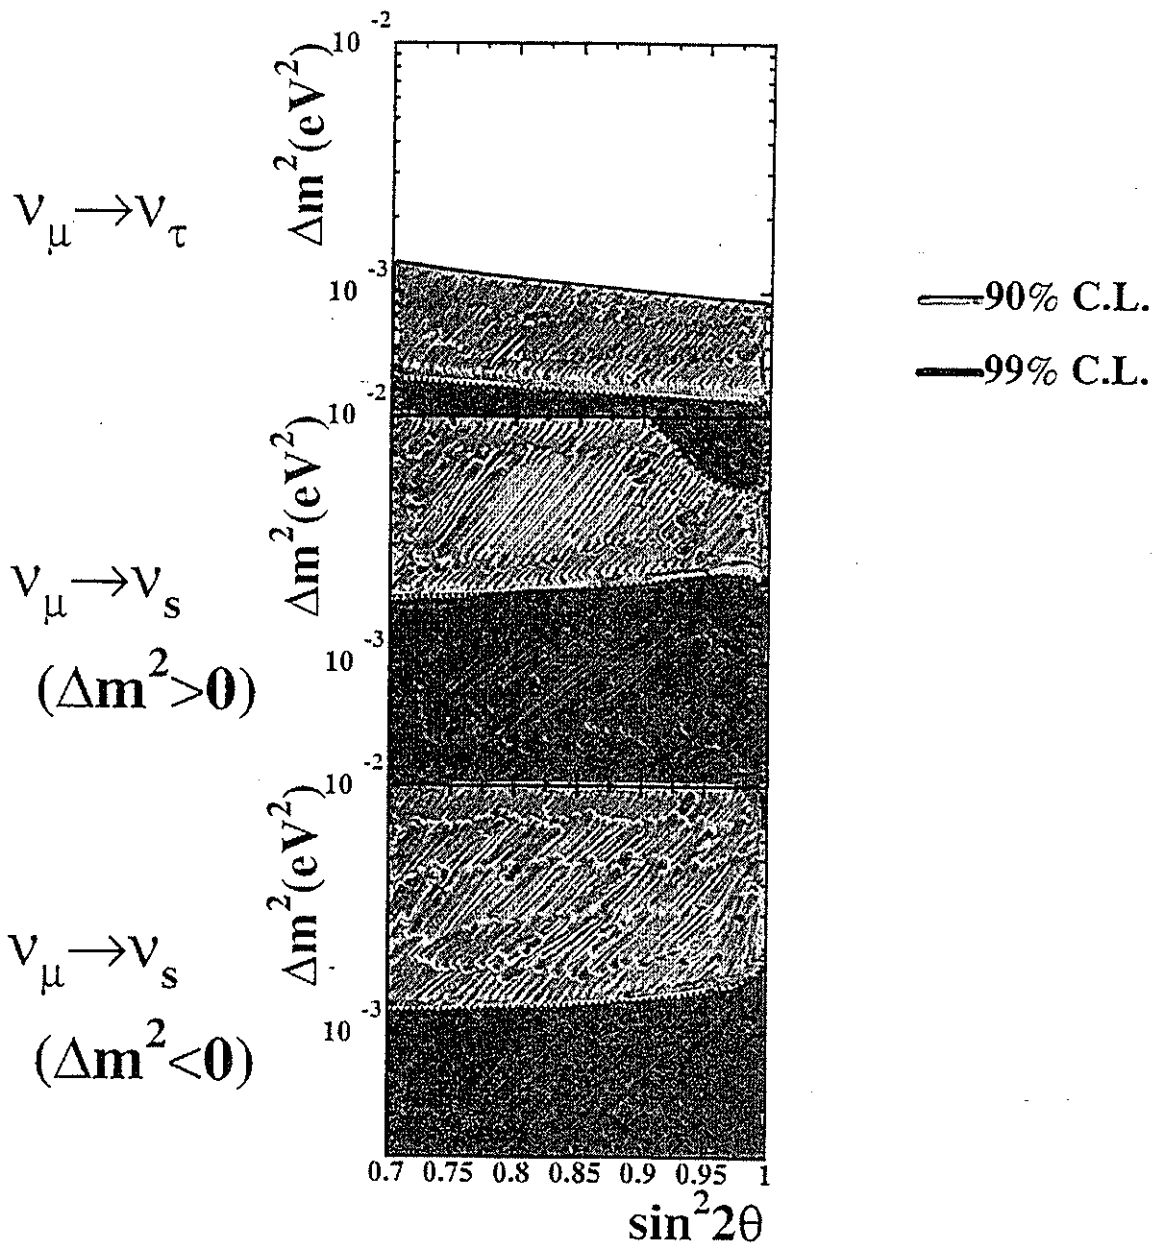 10⁻²
Δm²(eV²)
ν_μ→ν_τ
10⁻³
90% C.L.
99% C.L.
10⁻²
Δm²(eV²)
ν_μ→ν_s
(Δm²>0)
10⁻³
10⁻²
Δm²(eV²)
ν_μ→ν_s
(Δm²<0)
10⁻³
0.7 0.75 0.8 0.85 0.9 0.95 1
sin²2θ